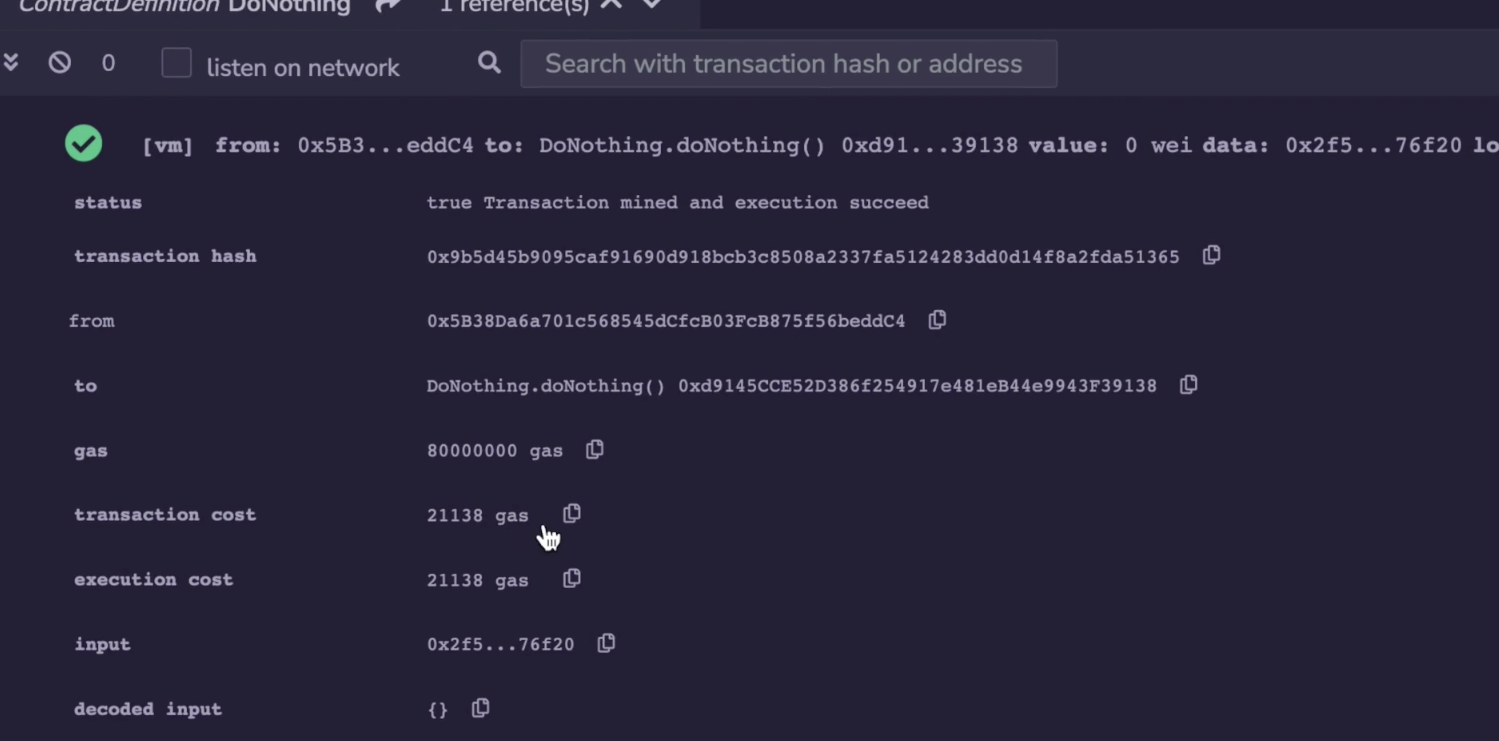 ContractDefinition DoNothing 1 reference(s)
0 listen on network Search with transaction hash or address
[vm] from: 0x5B3...eddC4 to: DoNothing.doNothing() 0xd91...39138 value: 0 wei data: 0x2f5...76f20 lo
status true Transaction mined and execution succeed
transaction hash 0x9b5d45b9095caf91690d918bcb3c8508a2337fa5124283dd0d14f8a2fda51365
from 0x5B38Da6a701c568545dCfcB03FcB875f56beddC4
to DoNothing.doNothing() 0xd9145CCE52D386f254917e481eB44e9943F39138
gas 80000000 gas
transaction cost 21138 gas
execution cost 21138 gas
input 0x2f5...76f20
decoded input {}